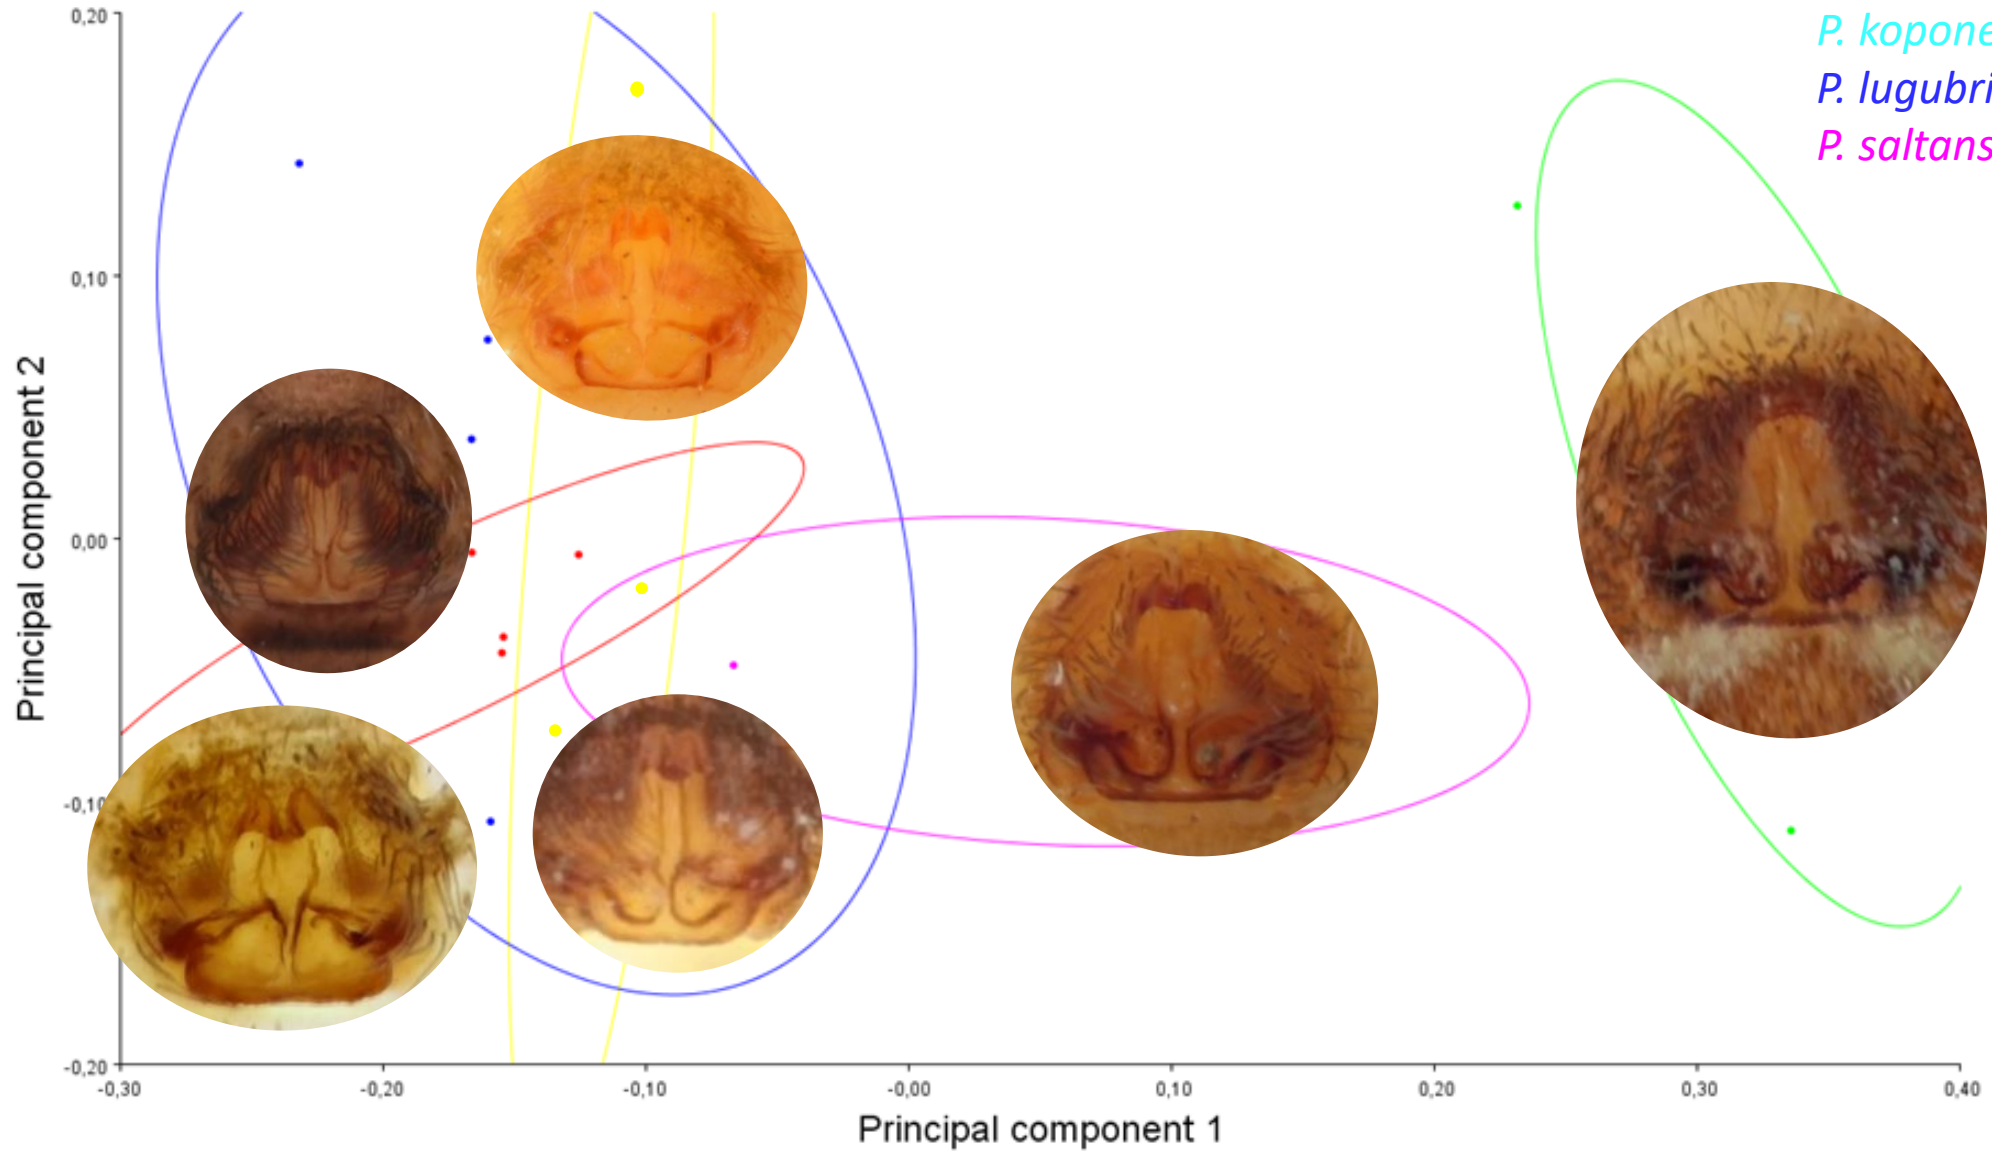 0,20
P. kopone
P. lugubri
P. saltans
0,10
0,00
-0,10
-0,20
Principal component 2
-0,30 -0,20 -0,10 -0,00 0,10 0,20 0,30 0,40
Principal component 1